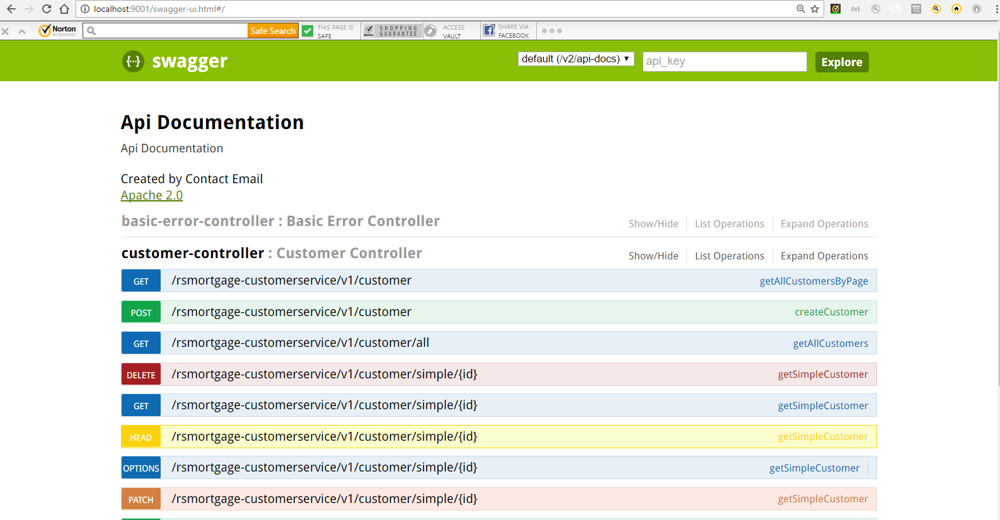 localhost:9001/swagger-ui.html#/
Norton
by Symantec
Safe Search
THIS PAGE IS
SAFE
Norton
SHOPPING
GUARANTEE
ACCESS
VAULT
SHARE VIA
FACEBOOK
TC
{···} swagger
default (/v2/api-docs)
api_key
Explore
Api Documentation
Api Documentation
Created by Contact Email
Apache 2.0
basic-error-controller : Basic Error Controller
Show/Hide
List Operations
Expand Operations
customer-controller : Customer Controller
Show/Hide
List Operations
Expand Operations
GET /rsmortgage-customerservice/v1/customer getAllCustomersByPage
POST /rsmortgage-customerservice/v1/customer createCustomer
GET /rsmortgage-customerservice/v1/customer/all getAllCustomers
DELETE /rsmortgage-customerservice/v1/customer/simple/{id} getSimpleCustomer
GET /rsmortgage-customerservice/v1/customer/simple/{id} getSimpleCustomer
HEAD /rsmortgage-customerservice/v1/customer/simple/{id} getSimpleCustomer
OPTIONS /rsmortgage-customerservice/v1/customer/simple/{id} getSimpleCustomer
PATCH /rsmortgage-customerservice/v1/customer/simple/{id} getSimpleCustomer